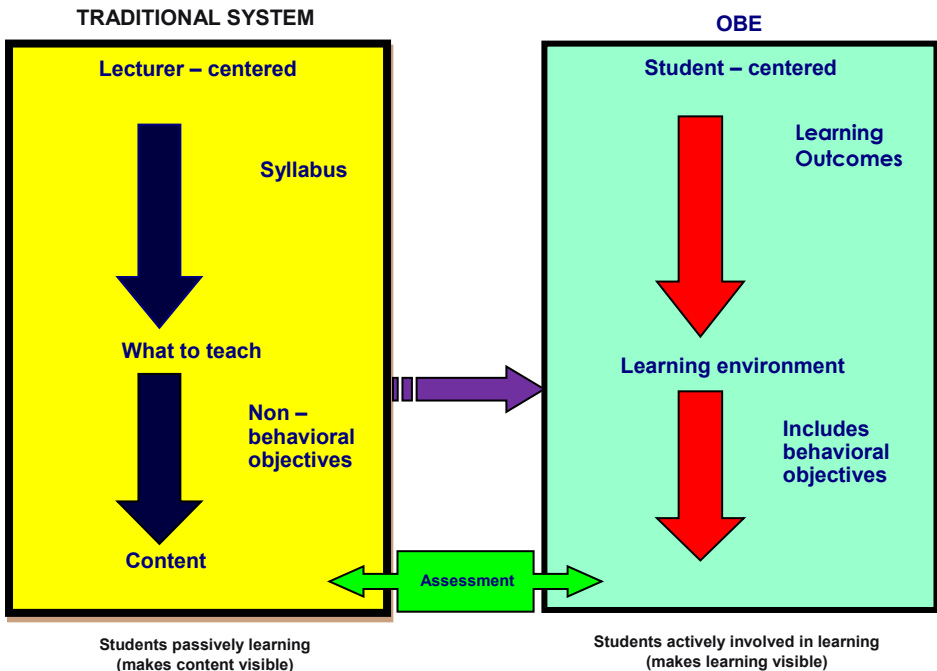 TRADITIONAL SYSTEM
Lecturer – centered
Syllabus
What to teach
Non –
behavioral
objectives
Content
Students passively learning
(makes content visible)
Assessment
OBE
Student – centered
Learning
Outcomes
Learning environment
Includes
behavioral
objectives
Students actively involved in learning
(makes learning visible)